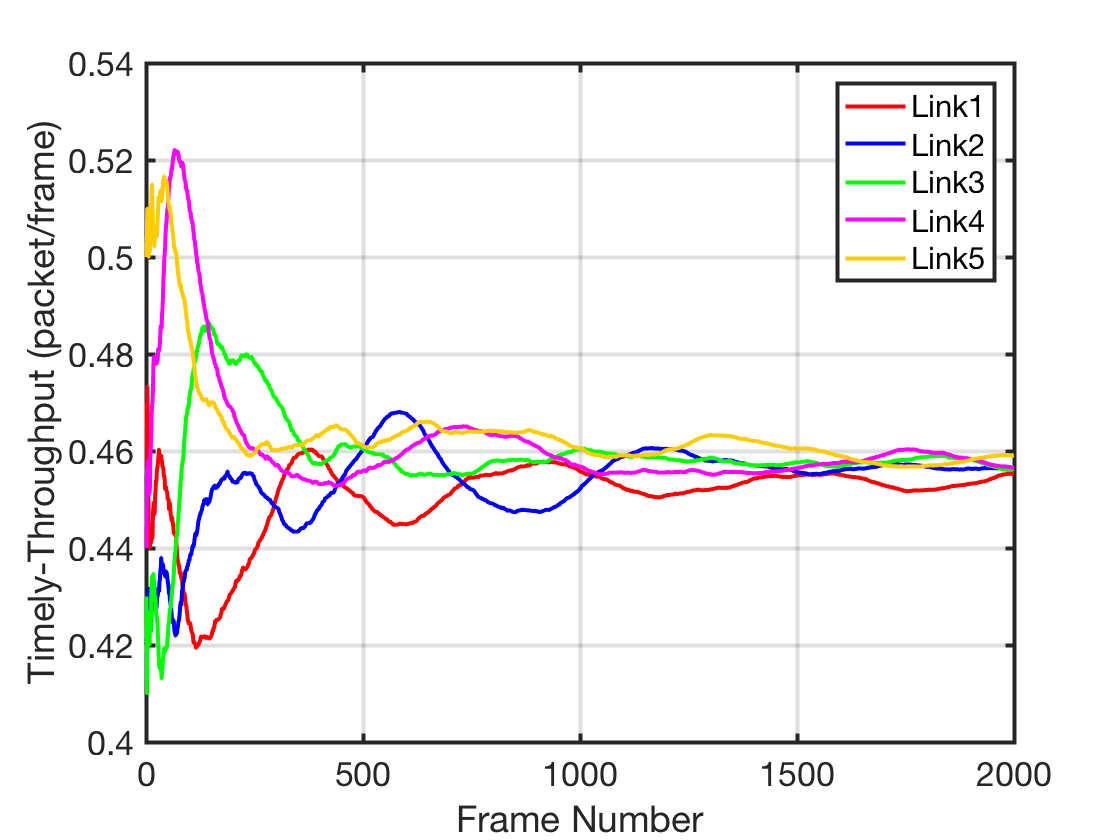 Timely-Throughput (packet/frame)
0.54
0.52
0.5
0.48
0.46
0.44
0.42
0.4
Link1
Link2
Link3
Link4
Link5
0 500 1000 1500 2000
Frame Number